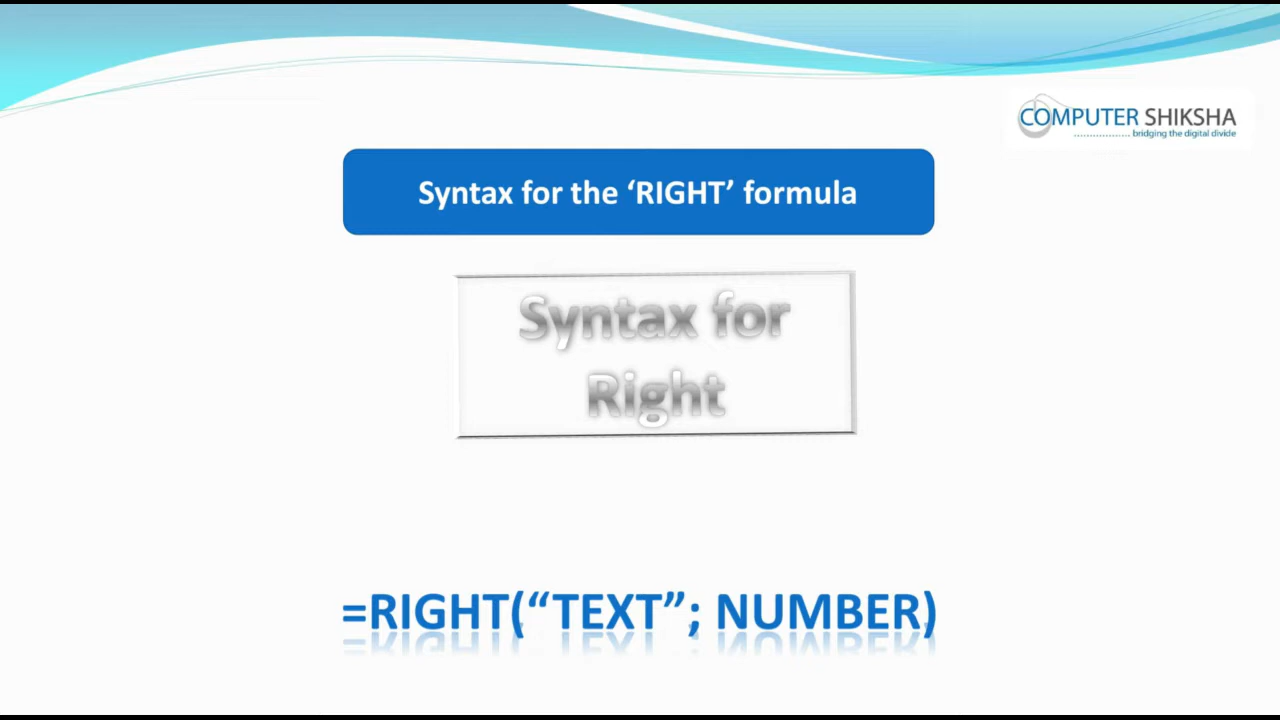 COMPUTER SHIKSHA
bridging the digital divide
Syntax for the ‘RIGHT’ formula
Syntax for
Right
=RIGHT(“TEXT”; NUMBER)